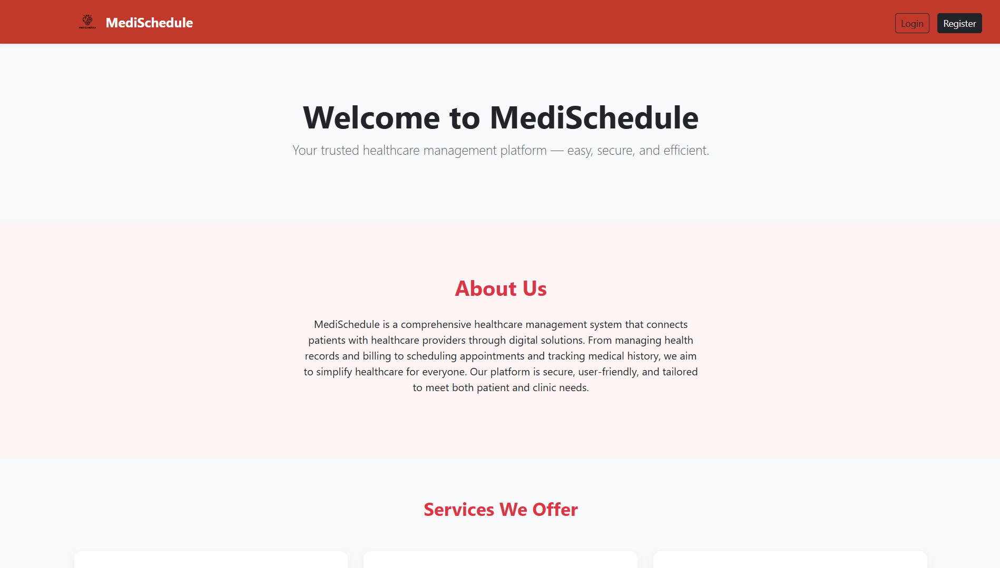 MEDISCHEDULE
MediSchedule
Login
Register
Welcome to MediSchedule
Your trusted healthcare management platform — easy, secure, and efficient.
About Us
MediSchedule is a comprehensive healthcare management system that connects
patients with healthcare providers through digital solutions. From managing health
records and billing to scheduling appointments and tracking medical history, we aim
to simplify healthcare for everyone. Our platform is secure, user-friendly, and tailored
to meet both patient and clinic needs.
Services We Offer